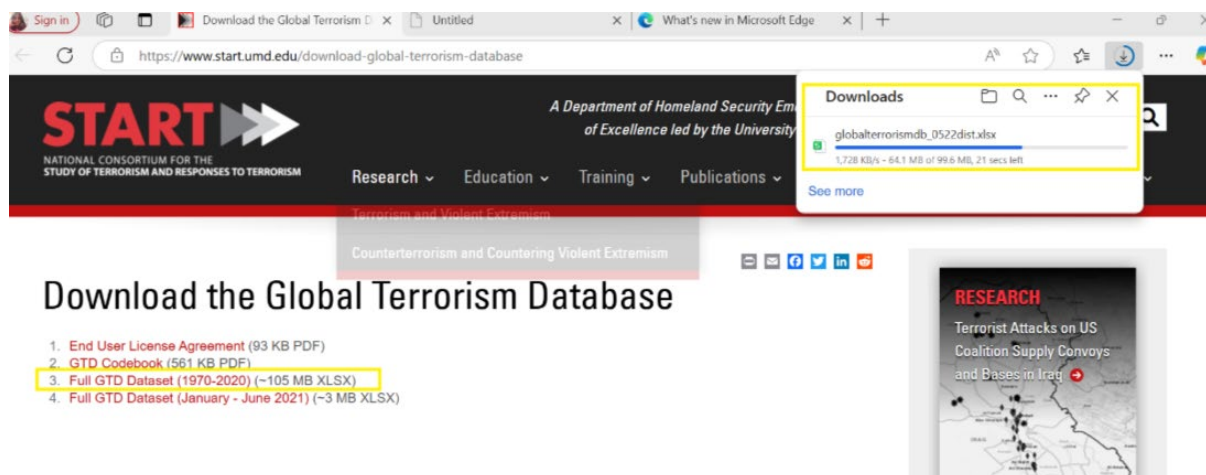 Sign in
Download the Global Terrorism D
Untitled
What's new in Microsoft Edge
https://www.start.umd.edu/download-global-terrorism-database
START
NATIONAL CONSORTIUM FOR THE
STUDY OF TERRORISM AND RESPONSES TO TERRORISM
A Department of Homeland Security Em
of Excellence led by the University
Research
Education
Training
Publications
Downloads
globalterrorismdb_0522dist.xlsx
1,728 KB/s - 64.1 MB of 99.6 MB, 21 secs left
See more
Terrorism and Violent Extremism
Counterterrorism and Countering Violent Extremism
Download the Global Terrorism Database
1. End User License Agreement (93 KB PDF)
2. GTD Codebook (561 KB PDF)
3. Full GTD Dataset (1970-2020) (~105 MB XLSX)
4. Full GTD Dataset (January - June 2021) (~3 MB XLSX)
RESEARCH
Terrorist Attacks on US
Coalition Supply Convoys
and Bases in Iraq